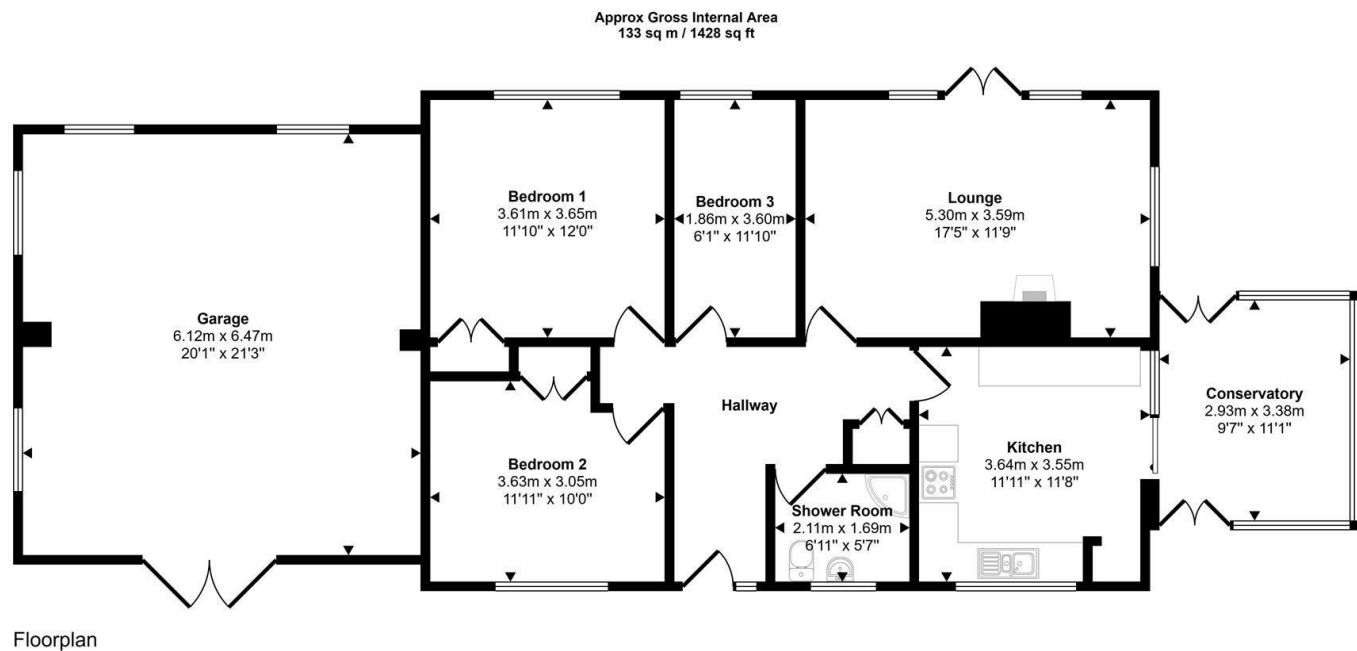 Approx Gross Internal Area
133 sq m / 1428 sq ft
Bedroom 1
3.61m x 3.65m
11'10" x 12'0"
Bedroom 3
1.86m x 3.60m
6'1" x 11'10"
Lounge
5.30m x 3.59m
17'5" x 11'9"
Garage
6.12m x 6.47m
20'1" x 21'3"
Hallway
Conservatory
2.93m x 3.38m
9'7" x 11'1"
Kitchen
3.64m x 3.55m
11'11" x 11'8"
Bedroom 2
3.63m x 3.05m
11'11" x 10'0"
Shower Room
2.11m x 1.69m
6'11" x 5'7"
Floorplan